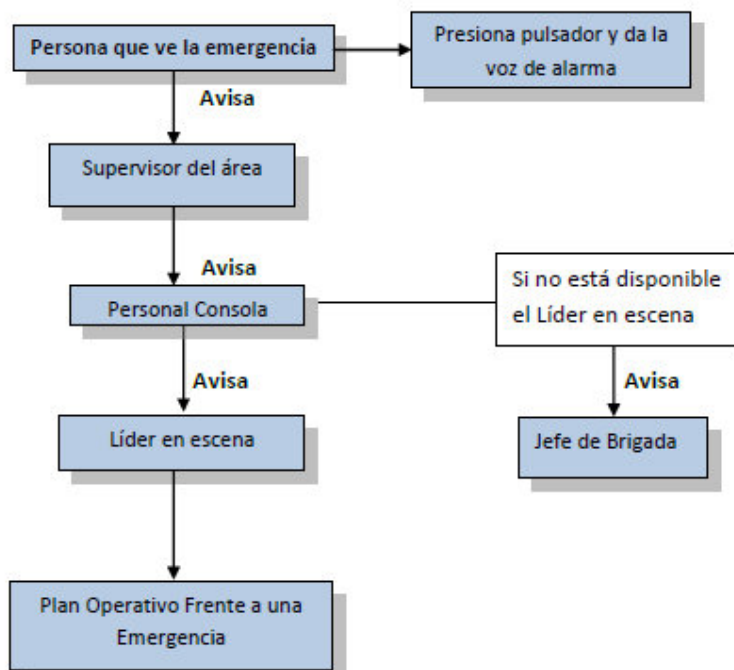 Persona que ve la emergencia
Presiona pulsador y da la
voz de alarma
Avisa
Supervisor del área
Avisa
Personal Consola
Si no está disponible
el Líder en escena
Avisa
Avisa
Líder en escena
Jefe de Brigada
Plan Operativo Frente a una
Emergencia